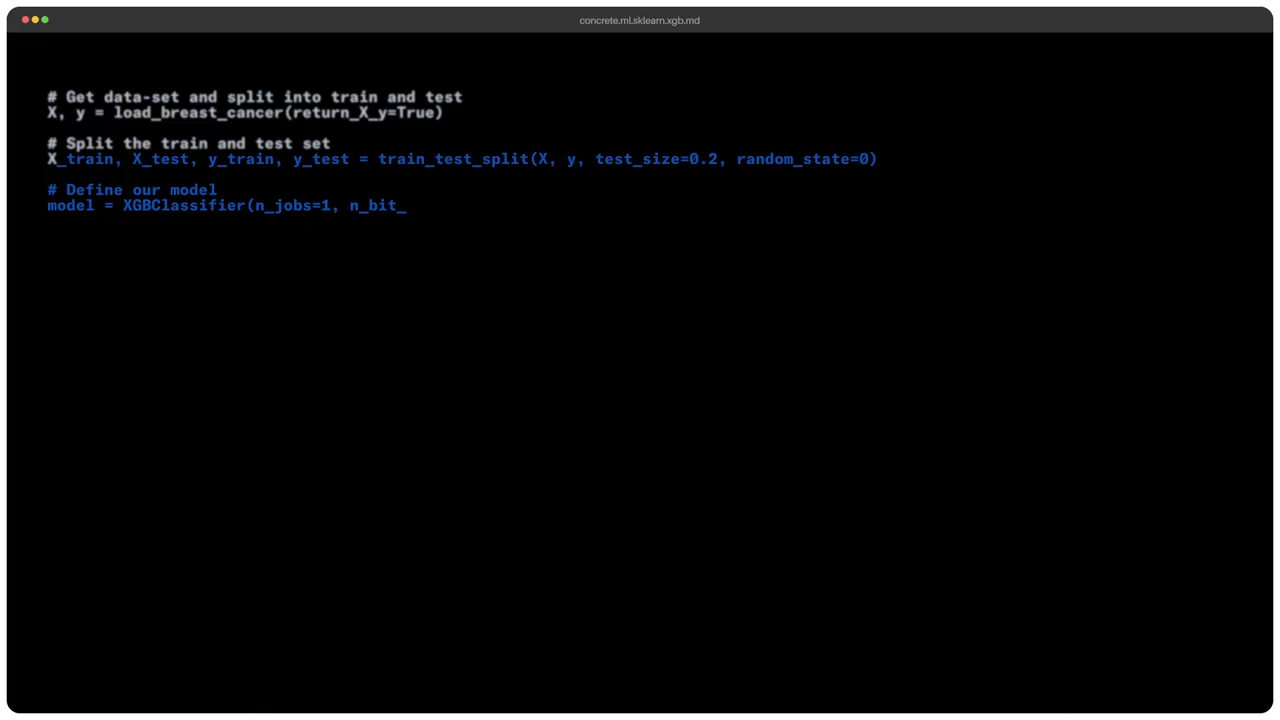 concrete.ml.sklearn.xgb.md
# Get data-set and split into train and test
X, y = load_breast_cancer(return_X_y=True)
# Split the train and test set
X_train, X_test, y_train, y_test = train_test_split(X, y, test_size=0.2, random_state=0)
# Define our model
model = XGBClassifier(n_jobs=1, n_bit_